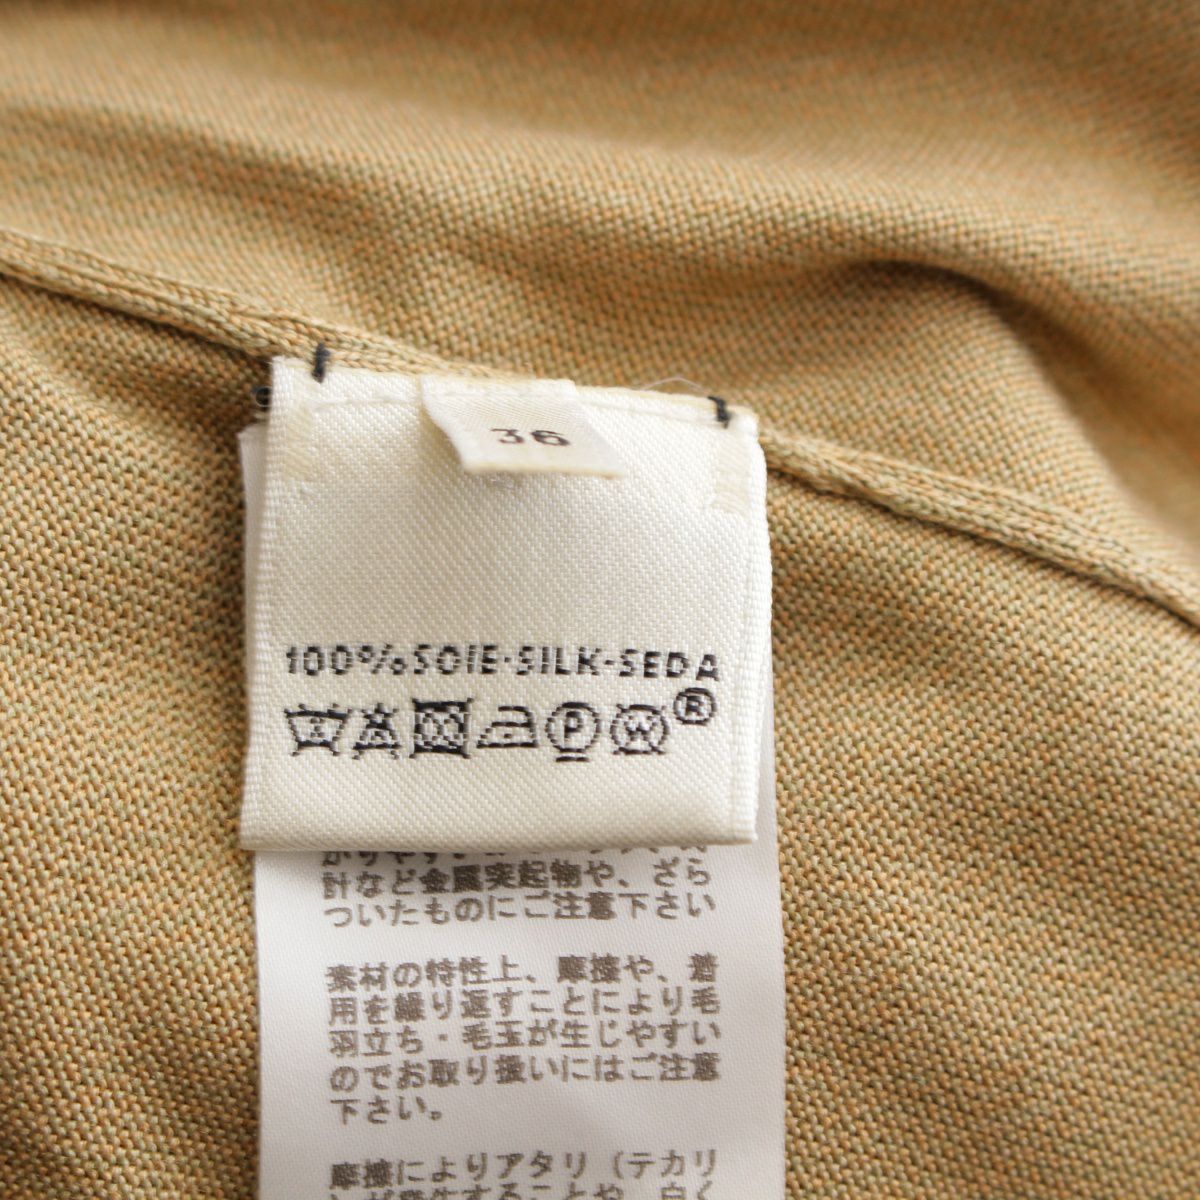 36
100% SOIE·SILK-SEDA
P W ®
計など金属突起物や、ざら
ついたものにご注意下さい
素材の特性上、摩擦や、着
用を繰り返すことにより毛
羽立ち・毛玉が生じやすい
のでお取り扱いにはご注意
下さい。
摩擦によりアタリ（テカリ